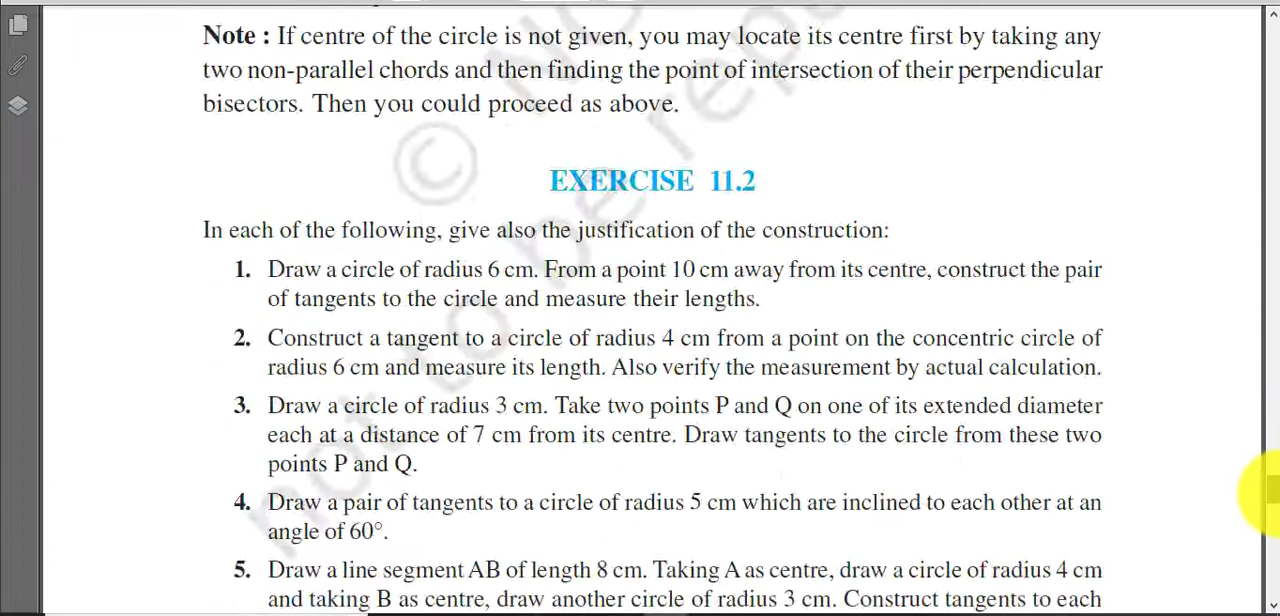 Note : If centre of the circle is not given, you may locate its centre first by taking any
two non-parallel chords and then finding the point of intersection of their perpendicular
bisectors. Then you could proceed as above.
EXERCISE 11.2
In each of the following, give also the justification of the construction:
1. Draw a circle of radius 6 cm. From a point 10 cm away from its centre, construct the pair
of tangents to the circle and measure their lengths.
2. Construct a tangent to a circle of radius 4 cm from a point on the concentric circle of
radius 6 cm and measure its length. Also verify the measurement by actual calculation.
3. Draw a circle of radius 3 cm. Take two points P and Q on one of its extended diameter
each at a distance of 7 cm from its centre. Draw tangents to the circle from these two
points P and Q.
4. Draw a pair of tangents to a circle of radius 5 cm which are inclined to each other at an
angle of 60°.
5. Draw a line segment AB of length 8 cm. Taking A as centre, draw a circle of radius 4 cm
and taking B as centre, draw another circle of radius 3 cm. Construct tangents to each
© N
not to be repu